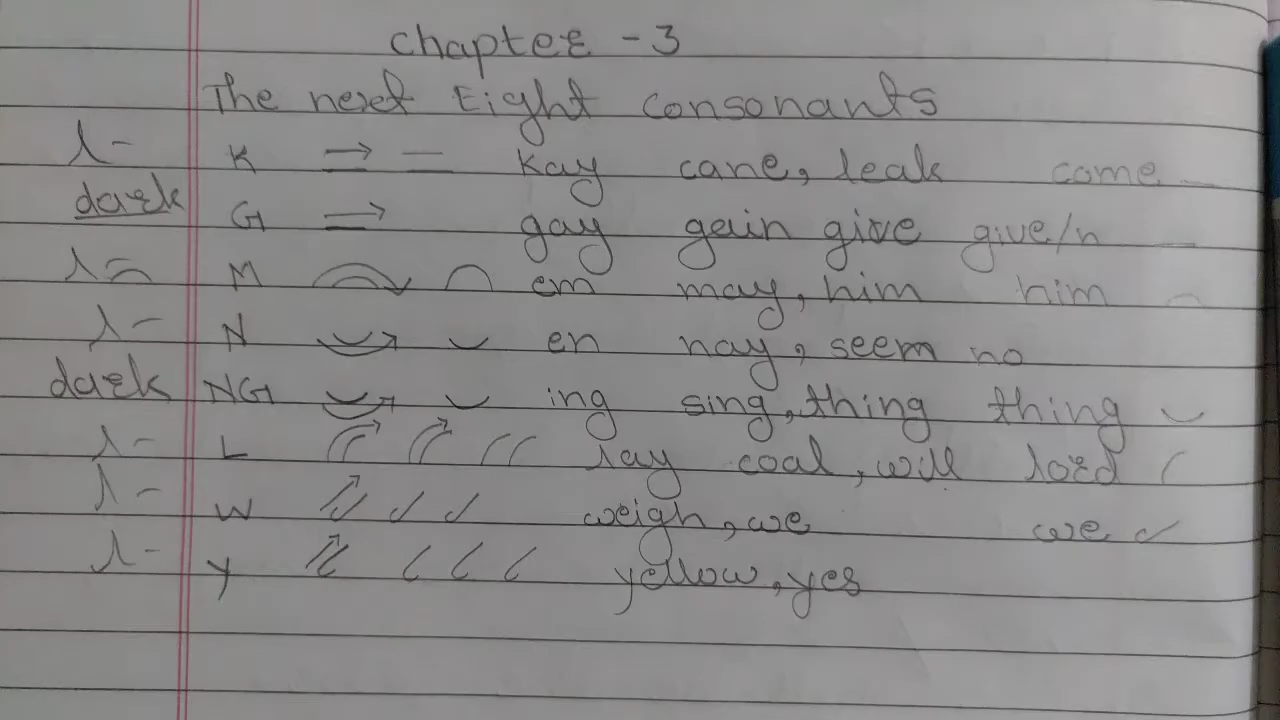 Chapter - 3
The next Eight Consonants
λ- K → — Kay cane, leak come —
dark G → gay gain give give/n —
λ⌒ M ⌒ em may, him him ⌒
λ- N ⌣→ ⌣ en nay, seem no
dark NG ⌣→ ⌣ ing sing, thing thing ⌣
λ- L lay coal, will lord (
λ- W weigh, we we
λ- Y yellow, yes